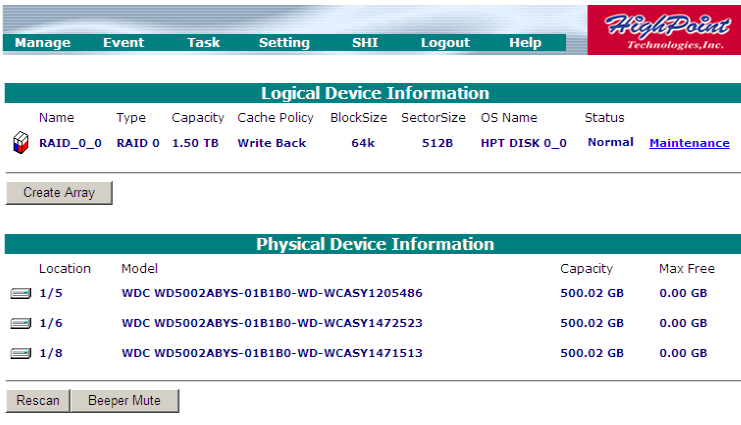 HighPoint
Technologies,Inc.
Manage Event Task Setting SHI Logout Help
Logical Device Information
Name Type Capacity Cache Policy BlockSize SectorSize OS Name Status
RAID_0_0 RAID 0 1.50 TB Write Back 64k 512B HPT DISK 0_0 Normal Maintenance
Create Array
Physical Device Information
Location Model Capacity Max Free
1/5 WDC WD5002ABYS-01B1B0-WD-WCASY1205486 500.02 GB 0.00 GB
1/6 WDC WD5002ABYS-01B1B0-WD-WCASY1472523 500.02 GB 0.00 GB
1/8 WDC WD5002ABYS-01B1B0-WD-WCASY1471513 500.02 GB 0.00 GB
Rescan Beeper Mute